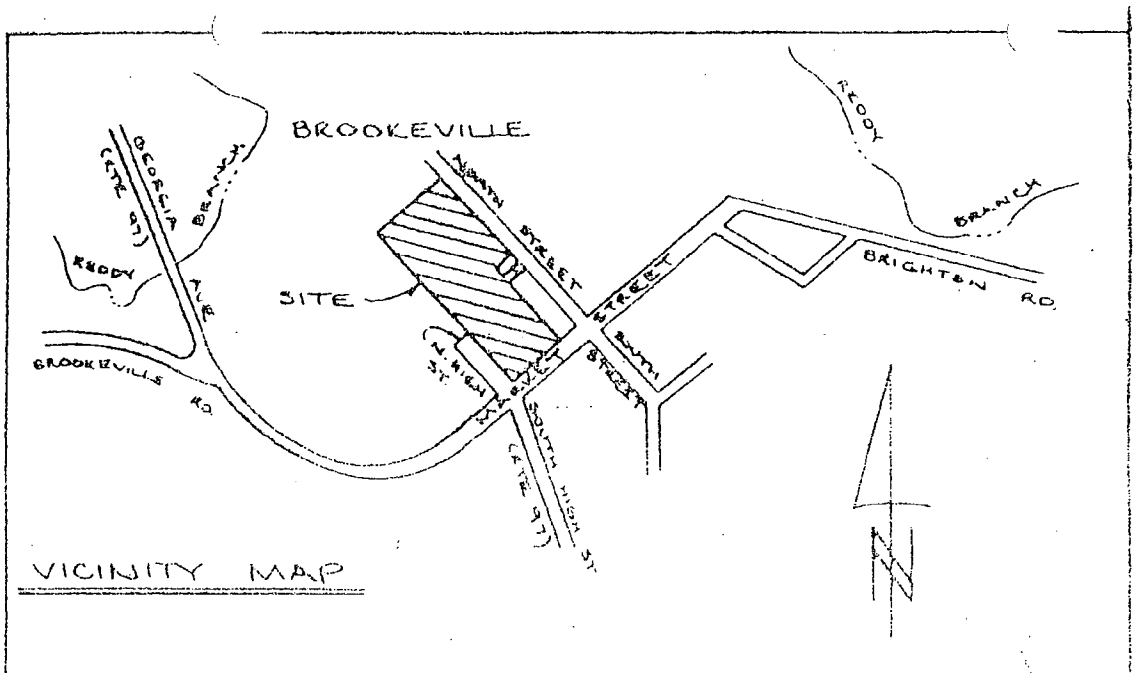 BROOKEVILLE
REDDY
BRANCH
GEORGIA AVE
(RTE 97)
BRANCH
REDDY
NORTH STREET
MARKET STREET
BRIGHTON RD.
SITE
(N. HIGH ST.
SOUTH STREET
BROOKEVILLE RD.
SOUTH HIGH ST.
(RTE 97)
VICINITY MAP
N